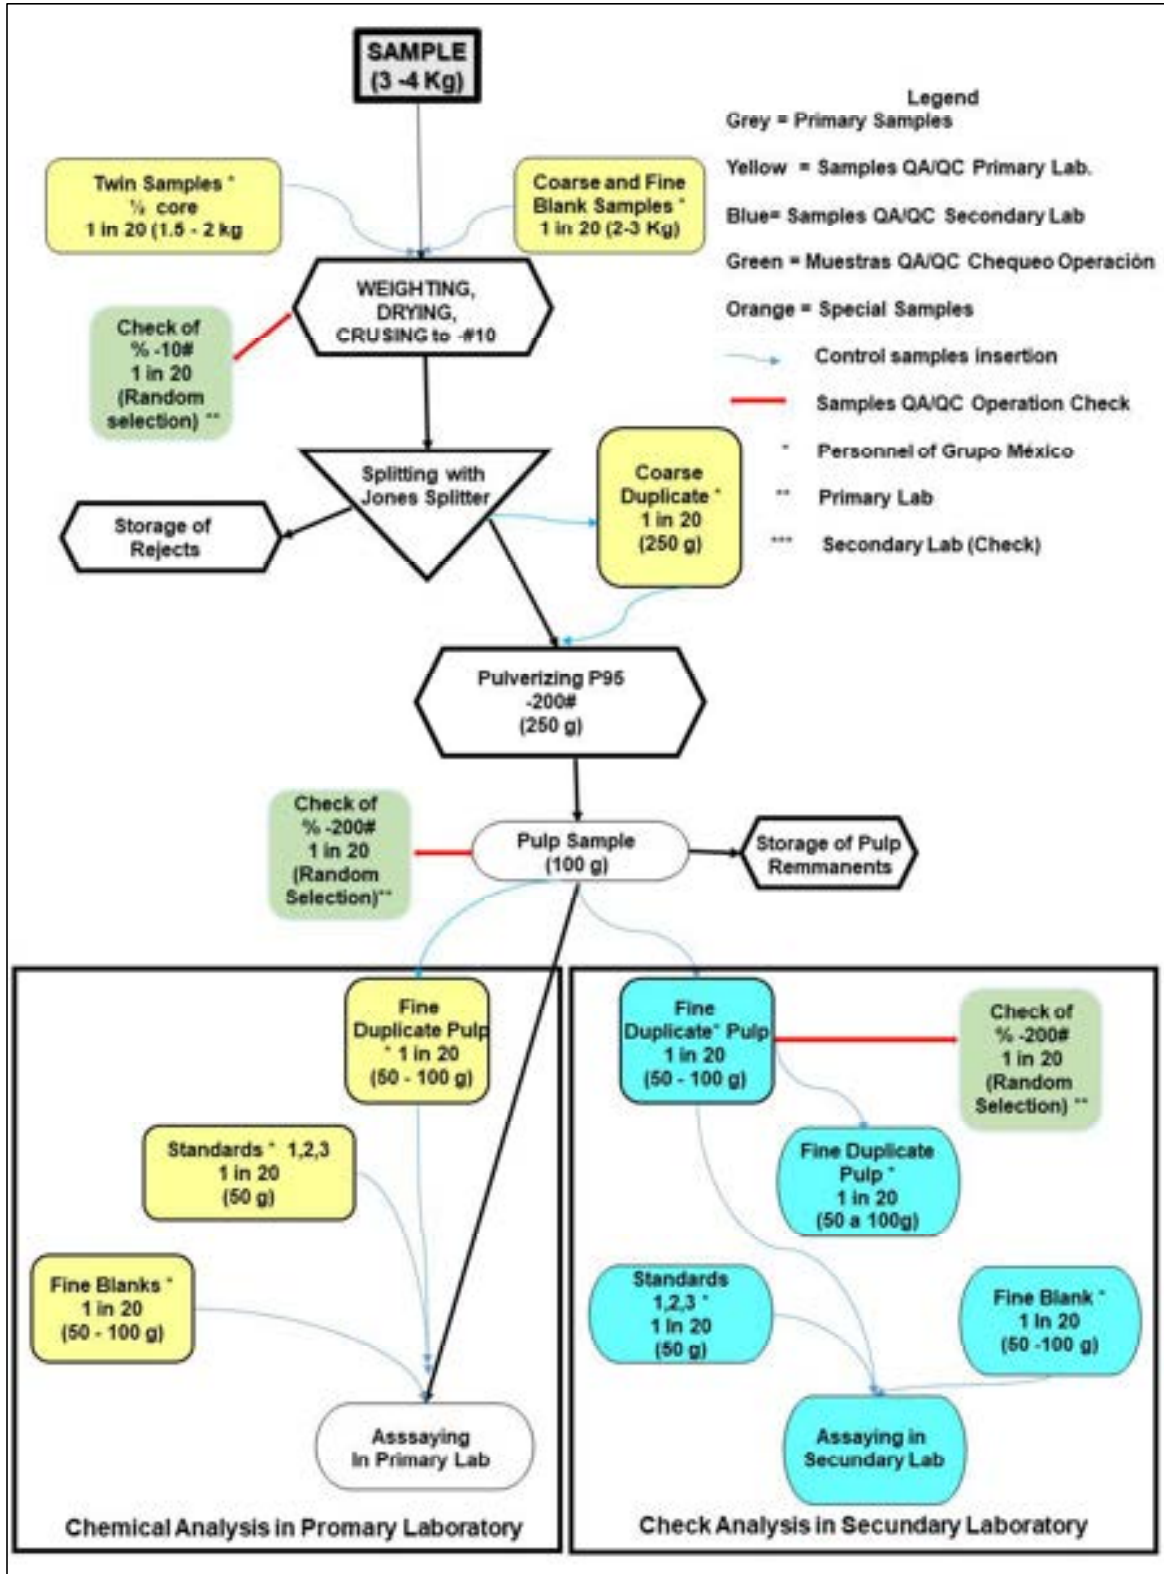 SAMPLE
(3 -4 Kg)
Legend
Grey = Primary Samples
Yellow = Samples QA/QC Primary Lab.
Blue= Samples QA/QC Secondary Lab
Green = Muestras QA/QC Chequeo Operación
Orange = Special Samples
Control samples insertion
Samples QA/QC Operation Check
* Personnel of Grupo México
** Primary Lab
*** Secondary Lab (Check)
Twin Samples *
½ core
1 in 20 (1.5 - 2 kg
Coarse and Fine
Blank Samples *
1 in 20 (2-3 Kg)
WEIGHTING,
DRYING,
CRUSING to -#10
Check of
% -10#
1 in 20
(Random
selection) **
Splitting with
Jones Splitter
Coarse
Duplicate *
1 in 20
(250 g)
Storage of
Rejects
Pulverizing P95
-200#
(250 g)
Check of
% -200#
1 in 20
(Random
Selection)**
Pulp Sample
(100 g)
Storage of Pulp
Remmanents
Fine
Duplicate Pulp
* 1 in 20
(50 - 100 g)
Standards * 1,2,3
1 in 20
(50 g)
Fine Blanks *
1 in 20
(50 - 100 g)
Asssaying
In Primary Lab
Chemical Analysis in Promary Laboratory
Fine
Duplicate* Pulp
1 in 20
(50 - 100 g)
Check of
% -200#
1 in 20
(Random
Selection) **
Fine Duplicate
Pulp *
1 in 20
(50 a 100g)
Standards
1,2,3 *
1 In 20
(50 g)
Fine Blank *
1 In 20
(50 -100 g)
Assaying in
Secundary Lab
Check Analysis in Secundary Laboratory